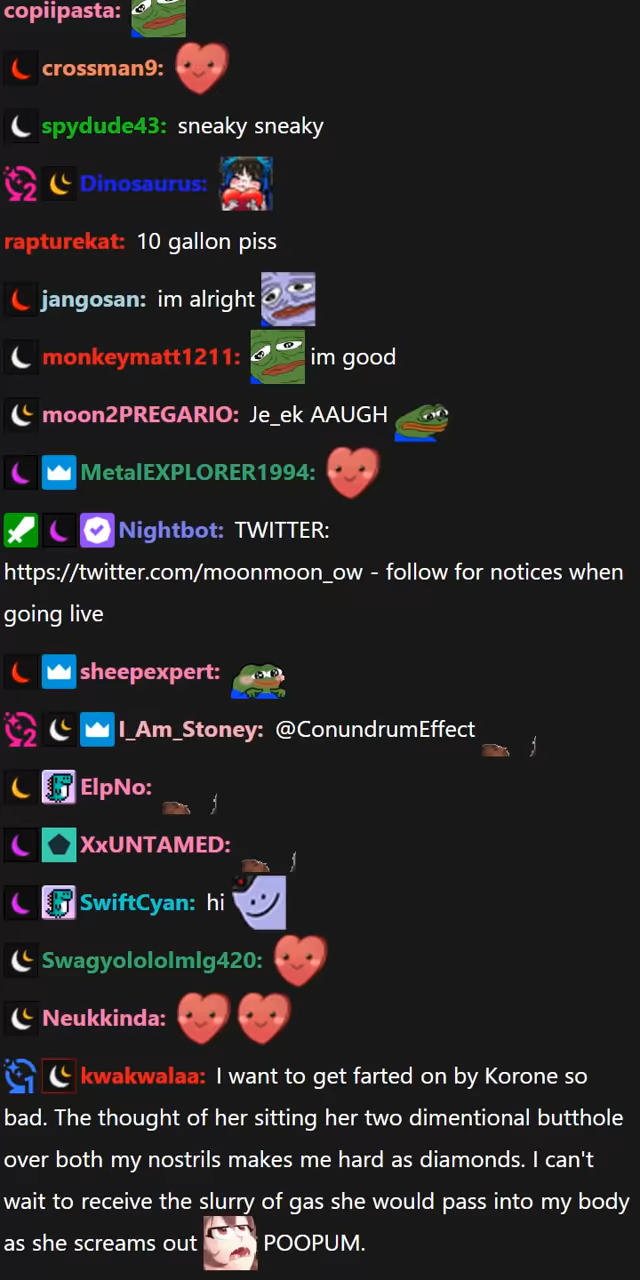 copiipasta:
crossman9:
spydude43: sneaky sneaky
2 Dinosaurus:
rapturekat: 10 gallon piss
jangosan: im alright
monkeymatt1211: im good
moon2PREGARIO: Je_ek AAUGH
MetalEXPLORER1994:
Nightbot: TWITTER:
https://twitter.com/moonmoon_ow - follow for notices when
going live
sheepexpert:
2 I_Am_Stoney: @ConundrumEffect
ElpNo:
XxUNTAMED:
SwiftCyan: hi
Swagyolololmlg420:
Neukkinda:
1 kwakwalaa: I want to get farted on by Korone so
bad. The thought of her sitting her two dimentional butthole
over both my nostrils makes me hard as diamonds. I can't
wait to receive the slurry of gas she would pass into my body
as she screams out POOPUM.